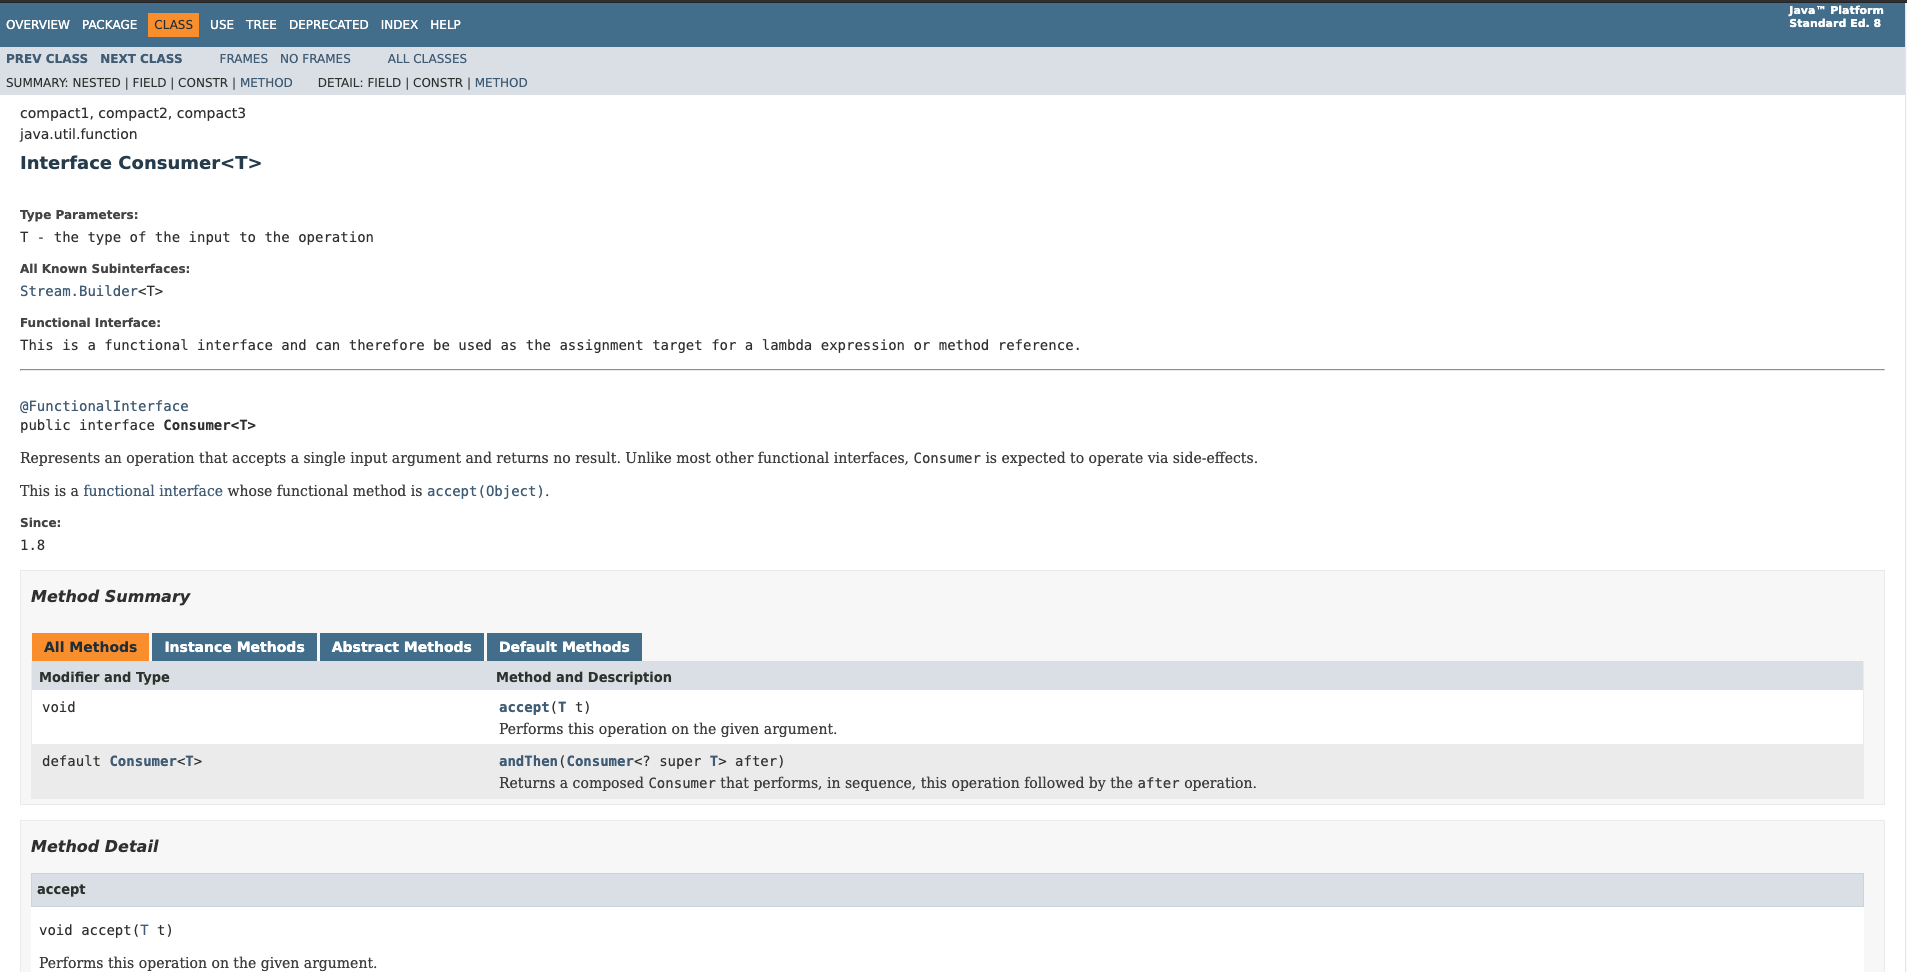 OVERVIEW PACKAGE CLASS USE TREE DEPRECATED INDEX HELP
Java™ Platform
Standard Ed. 8
PREV CLASS NEXT CLASS FRAMES NO FRAMES ALL CLASSES
SUMMARY: NESTED | FIELD | CONSTR | METHOD DETAIL: FIELD | CONSTR | METHOD
compact1, compact2, compact3
java.util.function
Interface Consumer<T>
Type Parameters:
T - the type of the input to the operation
All Known Subinterfaces:
Stream.Builder<T>
Functional Interface:
This is a functional interface and can therefore be used as the assignment target for a lambda expression or method reference.
@FunctionalInterface
public interface Consumer<T>
Represents an operation that accepts a single input argument and returns no result. Unlike most other functional interfaces, Consumer is expected to operate via side-effects.
This is a functional interface whose functional method is accept(Object).
Since:
1.8
Method Summary
All Methods Instance Methods Abstract Methods Default Methods
Modifier and Type Method and Description
void accept(T t)
Performs this operation on the given argument.
default Consumer<T> andThen(Consumer<? super T> after)
Returns a composed Consumer that performs, in sequence, this operation followed by the after operation.
Method Detail
accept
void accept(T t)
Performs this operation on the given argument.